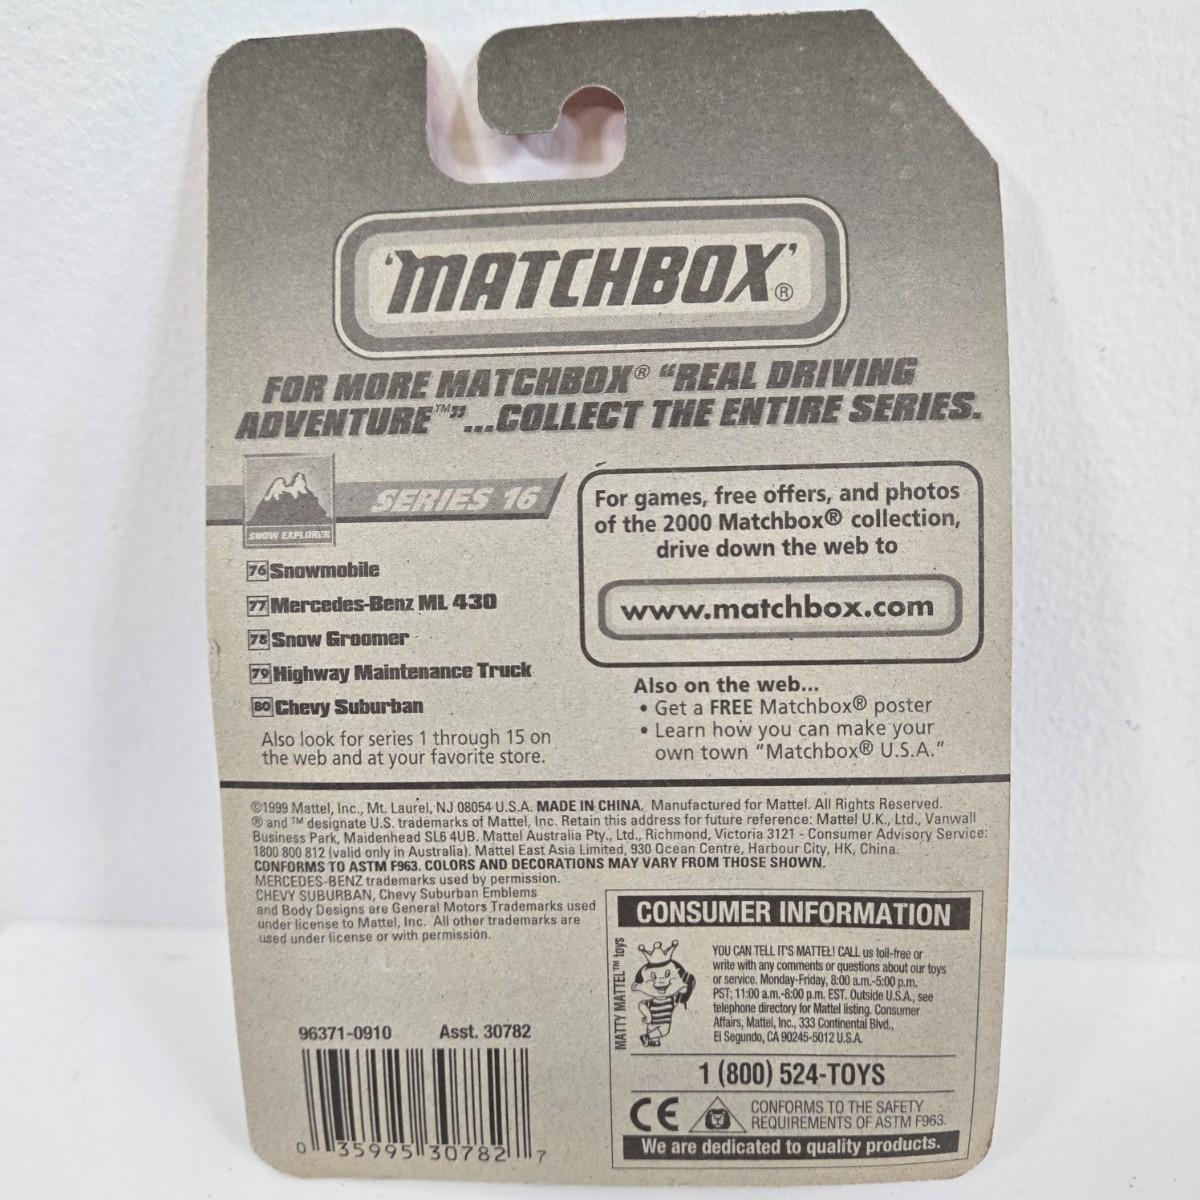 'MATCHBOX'®
FOR MORE MATCHBOX® "REAL DRIVING
ADVENTURE™"...COLLECT THE ENTIRE SERIES.
SNOW EXPLORER
SERIES 16
76 Snowmobile
77 Mercedes-Benz ML 430
78 Snow Groomer
79 Highway Maintenance Truck
80 Chevy Suburban
Also look for series 1 through 15 on
the web and at your favorite store.
For games, free offers, and photos
of the 2000 Matchbox® collection,
drive down the web to
www.matchbox.com
Also on the web...
• Get a FREE Matchbox® poster
• Learn how you can make your
own town "Matchbox® U.S.A."
©1999 Mattel, Inc., Mt. Laurel, NJ 08054 U.S.A. MADE IN CHINA. Manufactured for Mattel. All Rights Reserved.
® and ™ designate U.S. trademarks of Mattel, Inc. Retain this address for future reference: Mattel U.K., Ltd., Vanwall
Business Park, Maidenhead SL6 4UB. Mattel Australia Pty., Ltd., Richmond, Victoria 3121 - Consumer Advisory Service:
1800 800 812 (valid only in Australia). Mattel East Asia Limited, 930 Ocean Centre, Harbour City, HK, China.
CONFORMS TO ASTM F963. COLORS AND DECORATIONS MAY VARY FROM THOSE SHOWN.
MERCEDES-BENZ trademarks used by permission.
CHEVY SUBURBAN, Chevy Suburban Emblems
and Body Designs are General Motors Trademarks used
under license to Mattel, Inc. All other trademarks are
used under license or with permission.
96371-0910 Asst. 30782
0 35995 30782 7
CONSUMER INFORMATION
MATTY MATTEL™ toys
YOU CAN TELL IT'S MATTEL! CALL us toll-free or
write with any comments or questions about our toys
or service. Monday-Friday, 8:00 a.m.-5:00 p.m.
PST; 11:00 a.m.-8:00 p.m. EST. Outside U.S.A., see
telephone directory for Mattel listing. Consumer
Affairs, Mattel, Inc., 333 Continental Blvd.,
El Segundo, CA 90245-5012 U.S.A.
1 (800) 524-TOYS
CE
CONFORMS TO THE SAFETY
REQUIREMENTS OF ASTM F963.
We are dedicated to quality products.